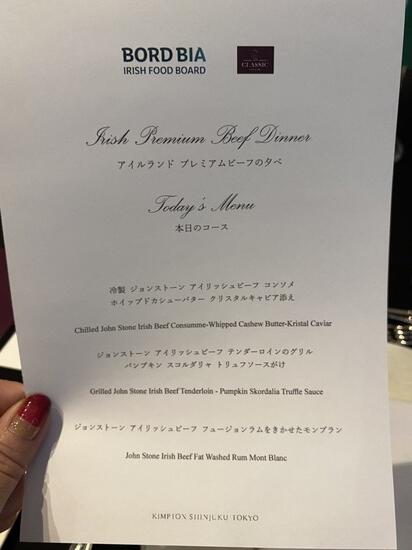 BORD BIA
IRISH FOOD BOARD
CLASSIC
Irish Premium Beef Dinner
アイルランド プレミアムビーフの夕べ
Today's Menu
本日のコース
冷製 ジョンストーン アイリッシュビーフ コンソメ
ホイップドカシューバター クリスタルキャビア添え
Chilled John Stone Irish Beef Consumme-Whipped Cashew Butter-Kristal Caviar
ジョンストーン アイリッシュビーフ テンダーロインのグリル
パンプキン スコルダリャ トリュフソースがけ
Grilled John Stone Irish Beef Tenderloin - Pumpkin Skordalia Truffle Sauce
ジョンストーン アイリッシュビーフ フュージョンラムをきかせたモンブラン
John Stone Irish Beef Fat Washed Rum Mont Blanc
KIMPTON SHINJUKU TOKYO